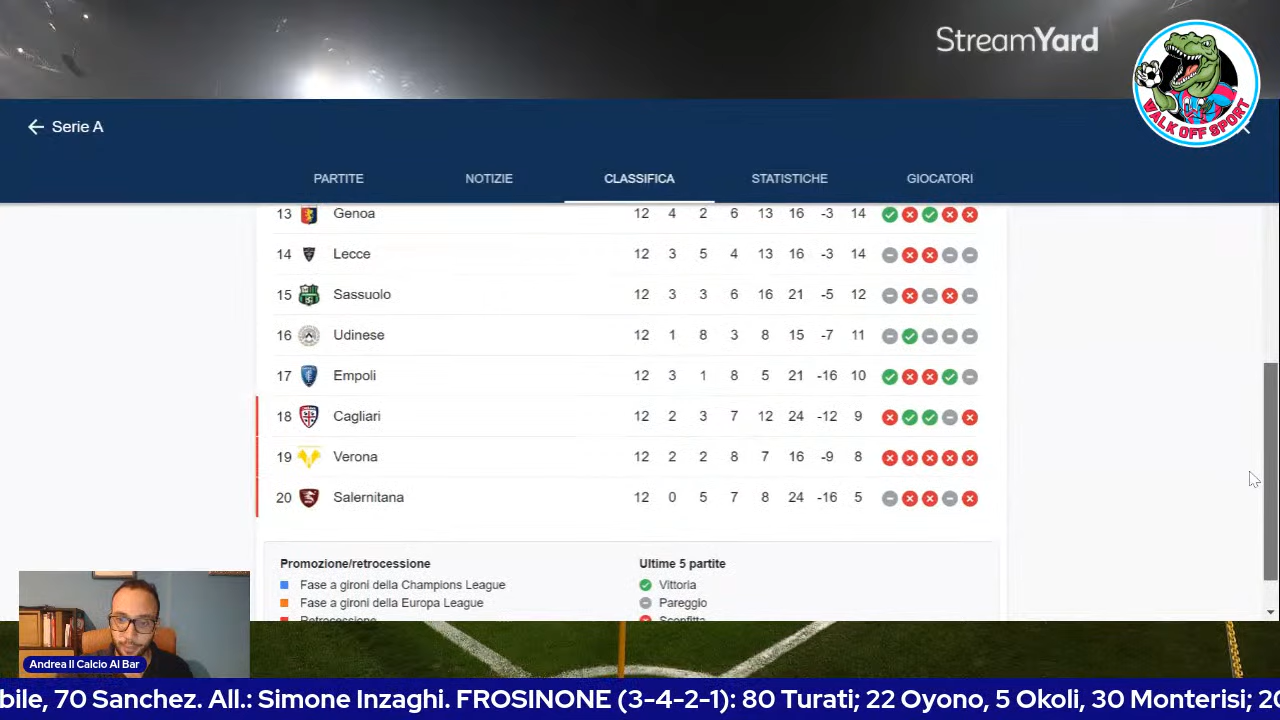 StreamYard
WALK OFF SPORT
Serie A
PARTITE NOTIZIE CLASSIFICA STATISTICHE GIOCATORI
13 Genoa 12 4 2 6 13 16 -3 14
14 Lecce 12 3 5 4 13 16 -3 14
15 Sassuolo 12 3 3 6 16 21 -5 12
16 Udinese 12 1 8 3 8 15 -7 11
17 Empoli 12 3 1 8 5 21 -16 10
18 Cagliari 12 2 3 7 12 24 -12 9
19 Verona 12 2 2 8 7 16 -9 8
20 Salernitana 12 0 5 7 8 24 -16 5
Promozione/retrocessione Ultime 5 partite
Fase a gironi della Champions League Vittoria
Fase a gironi della Europa League Pareggio
Retrocessione Sconfitta
Andrea Il Calcio Al Bar
bile, 70 Sanchez. All.: Simone Inzaghi. FROSINONE (3-4-2-1): 80 Turati; 22 Oyono, 5 Okoli, 30 Monterisi; 20